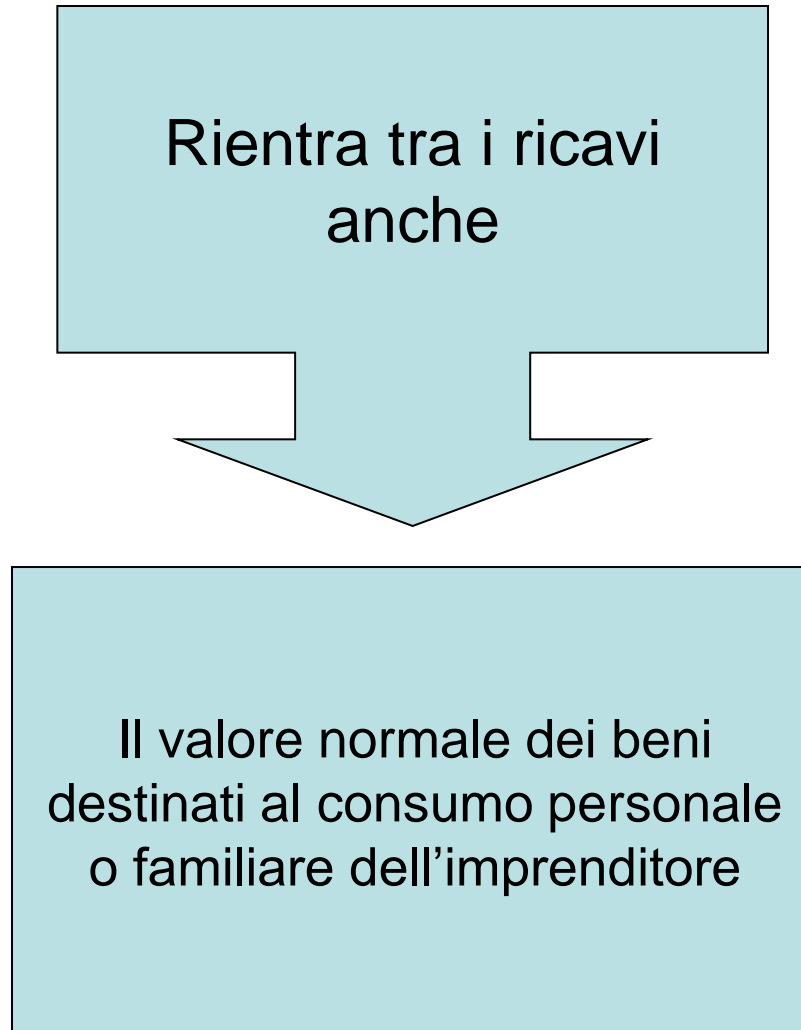 Rientra tra i ricavi
anche
Il valore normale dei beni
destinati al consumo personale
o familiare dell’imprenditore